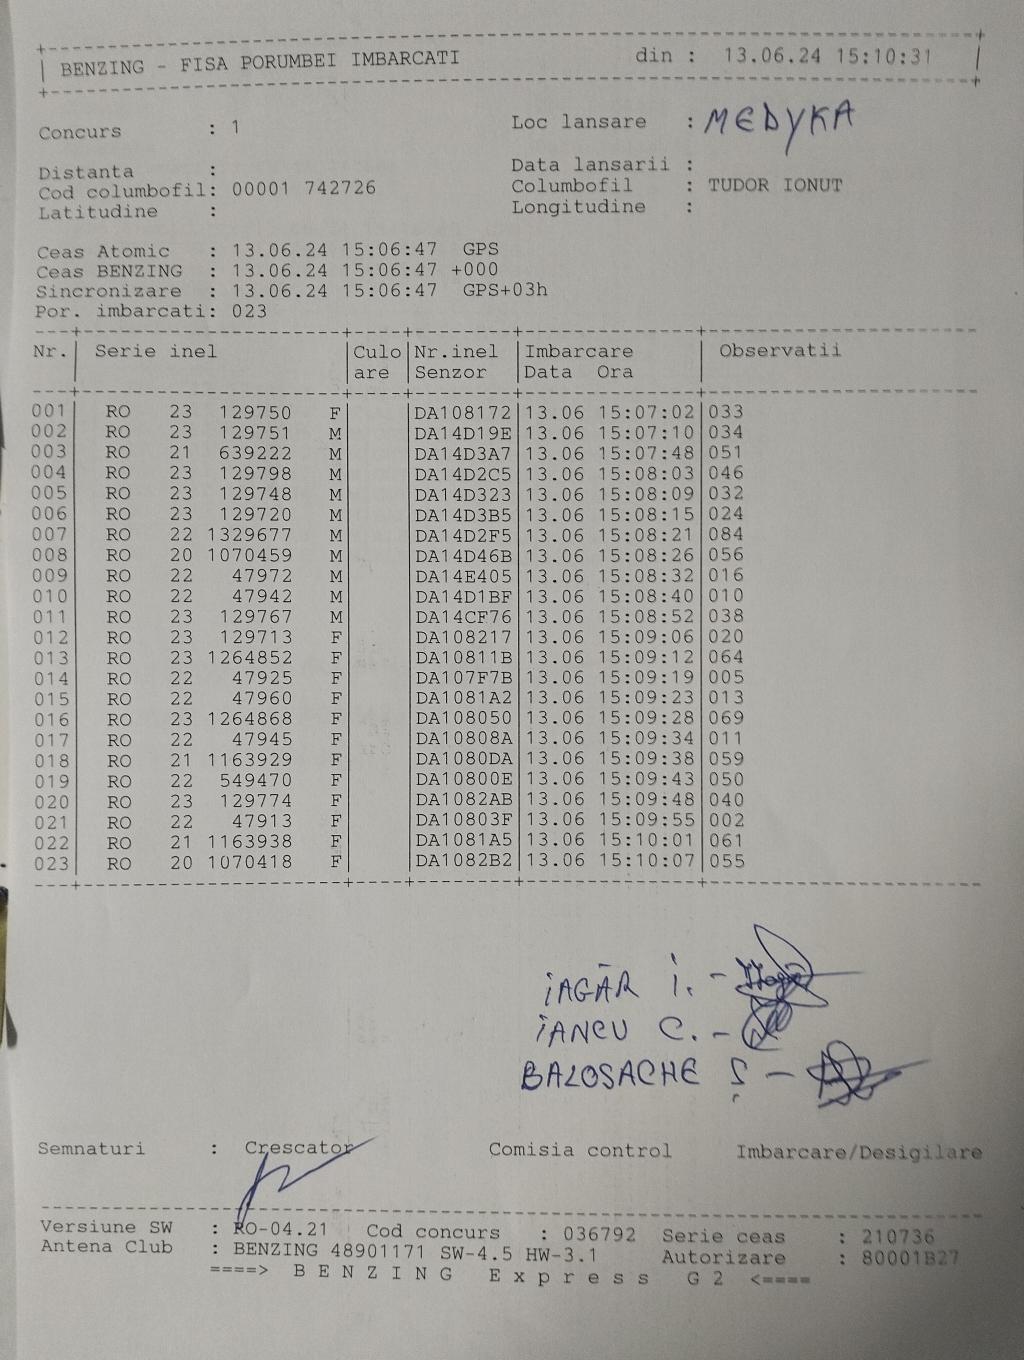 BENZING - FISA PORUMBEI IMBARCATI din : 13.06.24 15:10:31
Concurs : 1 Loc lansare : MEDYKA
Distanta : Data lansarii :
Cod columbofil: 00001 742726 Columbofil : TUDOR IONUT
Latitudine : Longitudine :
Ceas Atomic : 13.06.24 15:06:47 GPS
Ceas BENZING : 13.06.24 15:06:47 +000
Sincronizare : 13.06.24 15:06:47 GPS+03h
Por. imbarcati: 023
Nr. Serie inel Culo Nr.inel Imbarcare Observatii
are Senzor Data Ora
001 RO 23 129750 F DA108172 13.06 15:07:02 033
002 RO 23 129751 M DA14D19E 13.06 15:07:10 034
003 RO 21 639222 M DA14D3A7 13.06 15:07:48 051
004 RO 23 129798 M DA14D2C5 13.06 15:08:03 046
005 RO 23 129748 M DA14D323 13.06 15:08:09 032
006 RO 23 129720 M DA14D3B5 13.06 15:08:15 024
007 RO 22 1329677 M DA14D2F5 13.06 15:08:21 084
008 RO 20 1070459 M DA14D46B 13.06 15:08:26 056
009 RO 22 47972 M DA14E405 13.06 15:08:32 016
010 RO 22 47942 M DA14D1BF 13.06 15:08:40 010
011 RO 23 129767 M DA14CF76 13.06 15:08:52 038
012 RO 23 129713 F DA108217 13.06 15:09:06 020
013 RO 23 1264852 F DA10811B 13.06 15:09:12 064
014 RO 22 47925 F DA107F7B 13.06 15:09:19 005
015 RO 22 47960 F DA1081A2 13.06 15:09:23 013
016 RO 23 1264868 F DA108050 13.06 15:09:28 069
017 RO 22 47945 F DA10808A 13.06 15:09:34 011
018 RO 21 1163929 F DA1080DA 13.06 15:09:38 059
019 RO 22 549470 F DA10800E 13.06 15:09:43 050
020 RO 23 129774 F DA1082AB 13.06 15:09:48 040
021 RO 22 47913 F DA10803F 13.06 15:09:55 002
022 RO 21 1163938 F DA1081A5 13.06 15:10:01 061
023 RO 20 1070418 F DA1082B2 13.06 15:10:07 055
IAGĂR I. -
IANCU C. -
BALOSACHE Ș -
Semnaturi : Crescator Comisia control Imbarcare/Desigilare
Versiune SW : RO-04.21 Cod concurs : 036792 Serie ceas : 210736
Antena Club : BENZING 48901171 SW-4.5 HW-3.1 Autorizare : 80001B27
====> B E N Z I N G E x p r e s s G 2 <====